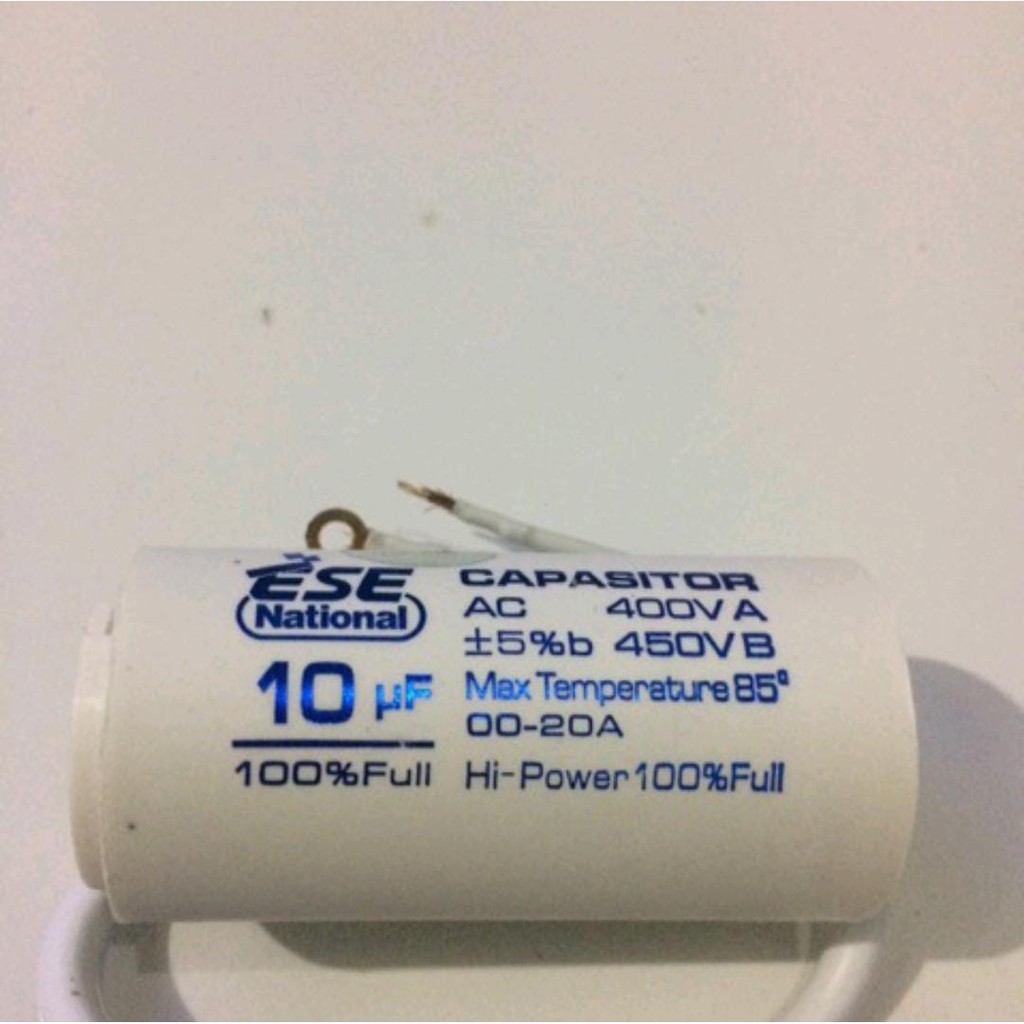 ESE
National
10 µF
100%Full
CAPASITOR
AC 400V A
±5%b 450V B
Max Temperature 85°
00-20A
Hi-Power 100%Full